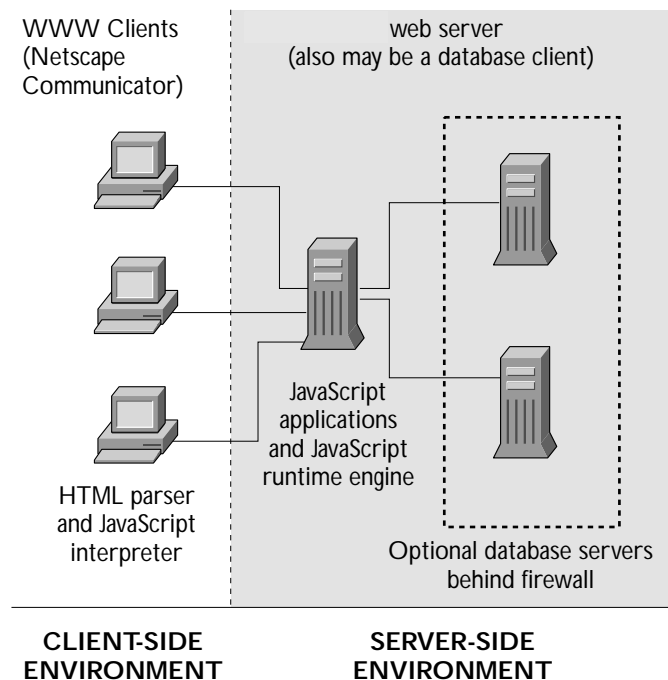 WWW Clients
(Netscape
Communicator)
web server
(also may be a database client)
JavaScript
applications
and JavaScript
runtime engine
HTML parser
and JavaScript
interpreter
Optional database servers
behind firewall
CLIENT-SIDE
ENVIRONMENT
SERVER-SIDE
ENVIRONMENT